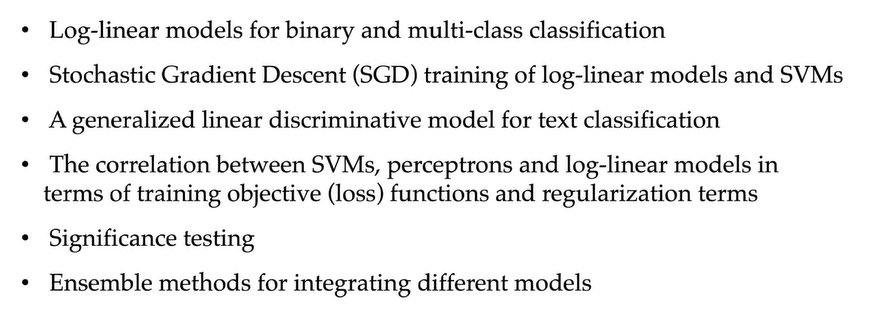 • Log-linear models for binary and multi-class classification
• Stochastic Gradient Descent (SGD) training of log-linear models and SVMs
• A generalized linear discriminative model for text classification
• The correlation between SVMs, perceptrons and log-linear models in
terms of training objective (loss) functions and regularization terms
• Significance testing
• Ensemble methods for integrating different models